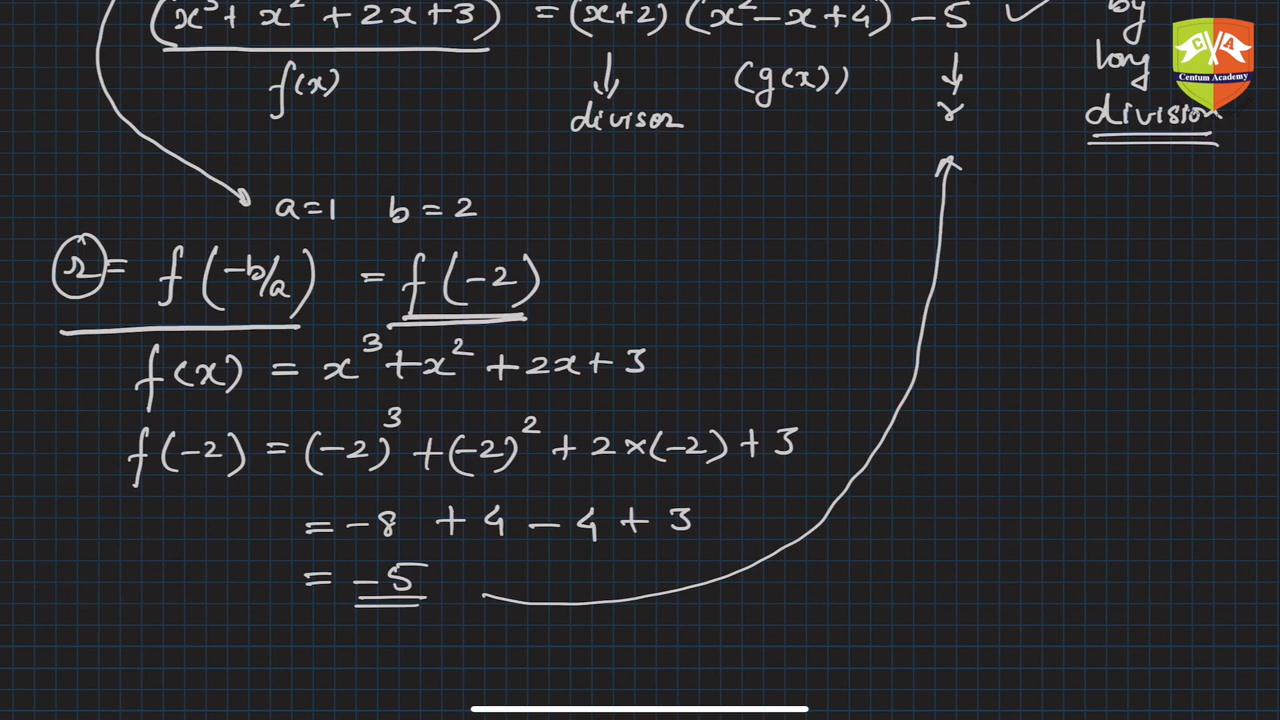 (x³ + x² + 2x + 3) = (x+2) (x² - x + 4) - 5 ✓ by
f(x) ↓ (g(x)) ↓ long
divisor r division
CA
Centum Academy
a = 1 b = 2
r = f(-b/a) = f(-2)
f(x) = x³ + x² + 2x + 3
f(-2) = (-2)³ + (-2)² + 2×(-2) + 3
= -8 + 4 - 4 + 3
= -5